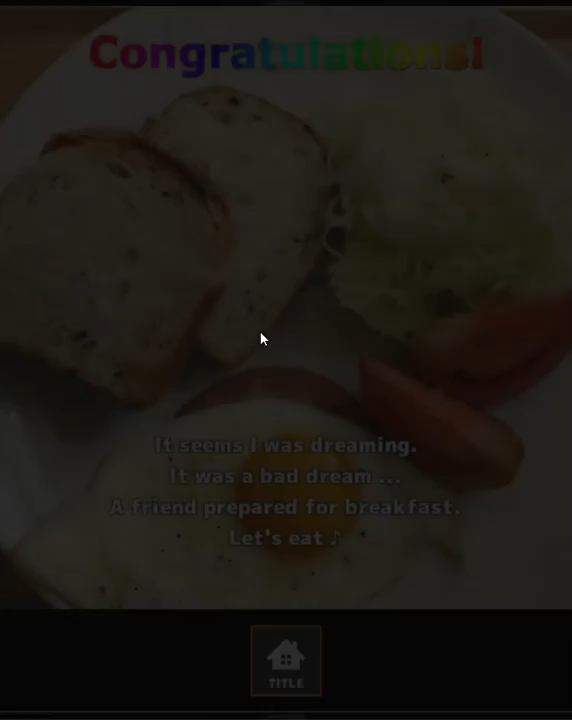 Congratulations!
It seems I was dreaming.
It was a bad dream ...
A friend prepared for breakfast.
Let's eat ♪
TITLE